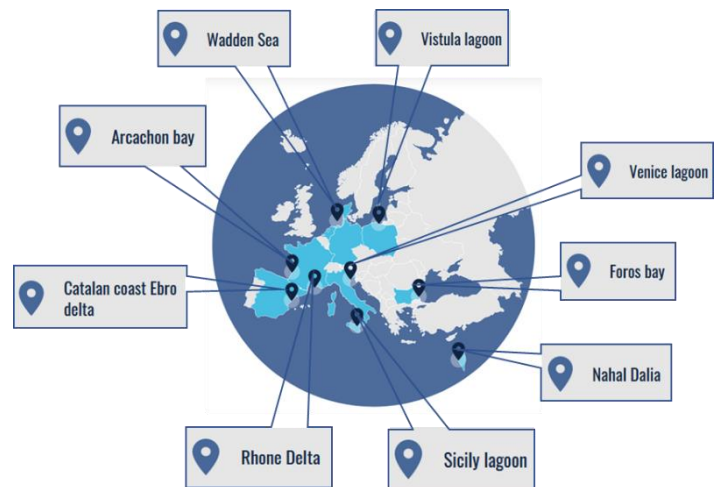 Wadden Sea
Vistula lagoon
Arcachon bay
Venice lagoon
Catalan coast Ebro
delta
Foros bay
Nahal Dalia
Rhone Delta
Sicily lagoon